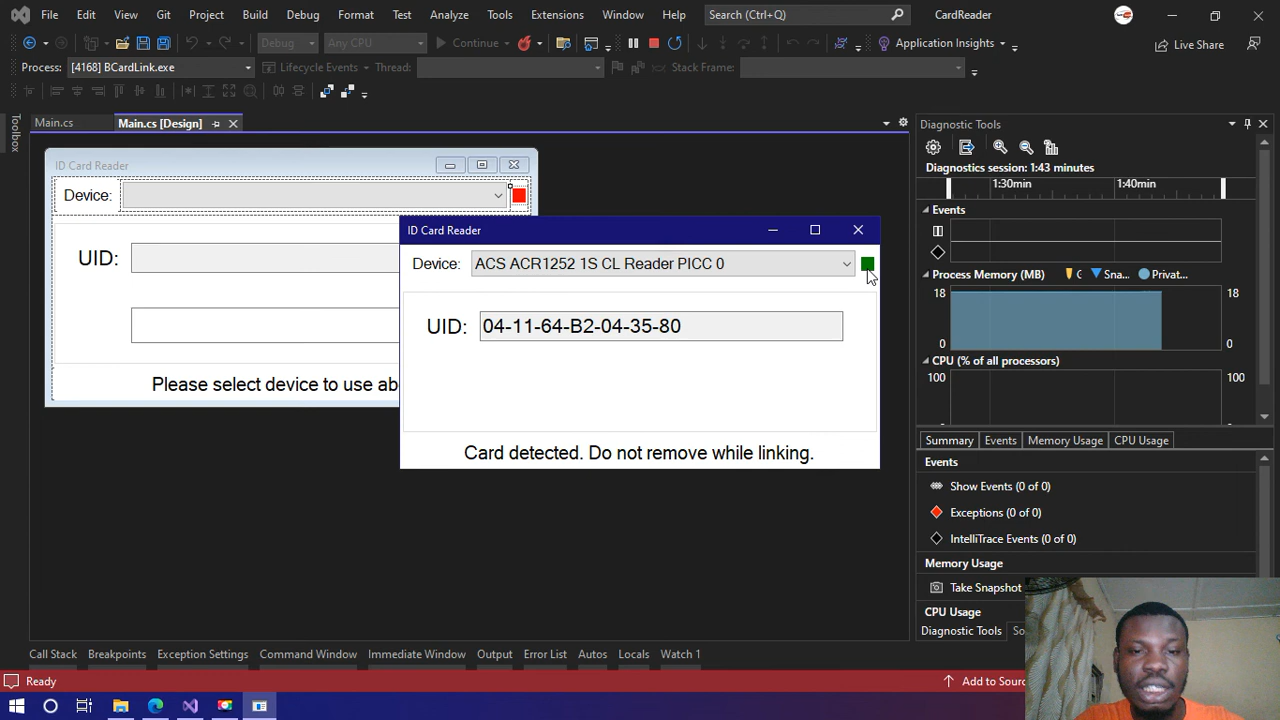 File Edit View Git Project Build Debug Format Test Analyze Tools Extensions Window Help Search (Ctrl+Q) CardReader
Debug Any CPU Continue Application Insights Live Share
Process: [4168] BCardLink.exe Lifecycle Events Thread: Stack Frame:
Toolbox
Main.cs Main.cs [Design]
ID Card Reader
Device:
UID:
Please select device to use abo
ID Card Reader
Device: ACS ACR1252 1S CL Reader PICC 0
UID: 04-11-64-B2-04-35-80
Card detected. Do not remove while linking.
Diagnostic Tools
Diagnostics session: 1:43 minutes
1:30min 1:40min
Events
Process Memory (MB) G Sna... Privat...
18 18
0 0
CPU (% of all processors)
100 100
Summary Events Memory Usage CPU Usage
Events
Show Events (0 of 0)
Exceptions (0 of 0)
IntelliTrace Events (0 of 0)
Memory Usage
Take Snapshot
CPU Usage
Diagnostic Tools So
Call Stack Breakpoints Exception Settings Command Window Immediate Window Output Error List Autos Locals Watch 1
Ready Add to Sourc